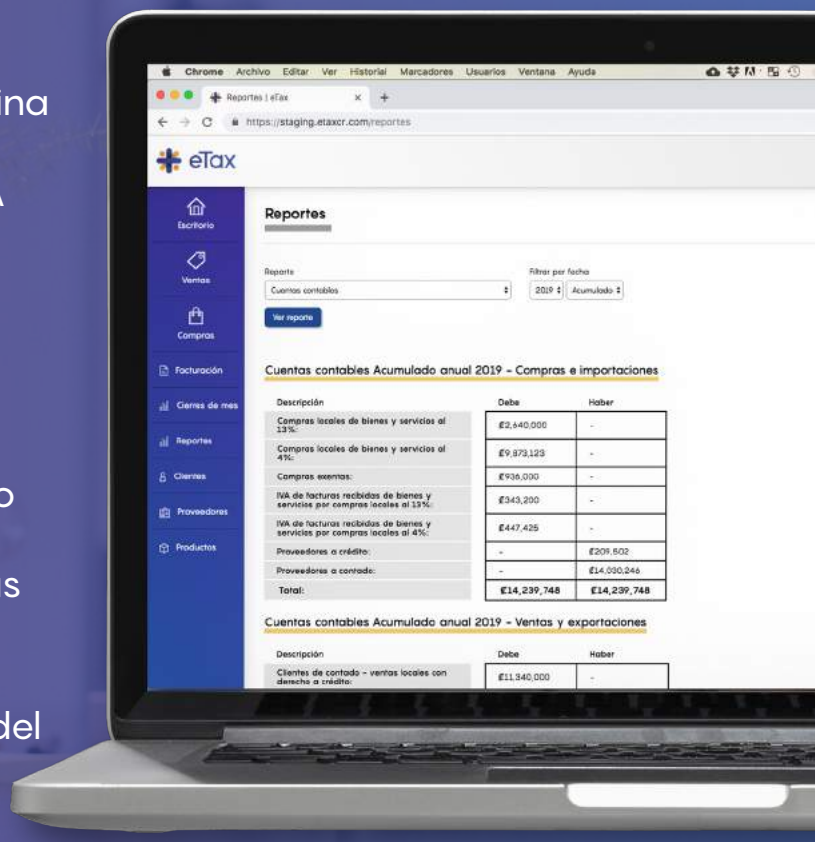 ina
A
o
as
del
Chrome Archivo Editar Ver Historial Marcadores Usuarios Ventana Ayuda
Reportes | eTax
https://staging.etaxcr.com/reportes
eTax
Escritorio
Ventas
Compras
Facturación
Cierres de mes
Reportes
Clientes
Proveedores
Productos
Reportes
Reporte
Filtrar por fecha
Cuentas contables
2019 Acumulado
Ver reporte
Cuentas contables Acumulado anual 2019 - Compras e importaciones
Descripción Debe Haber
Compras locales de bienes y servicios al
13%: ₡2,640,000 -
Compras locales de bienes y servicios al
4%: ₡9,873,123 -
Compras exentas: ₡936,000 -
IVA de facturas recibidas de bienes y
servicios por compras locales al 13%: ₡343,200 -
IVA de facturas recibidas de bienes y
servicios por compras locales al 4%: ₡447,425 -
Proveedores a crédito: - ₡209,502
Proveedores a contado: - ₡14,030,246
Total: ₡14,239,748 ₡14,239,748
Cuentas contables Acumulado anual 2019 - Ventas y exportaciones
Descripción Debe Haber
Clientes de contado - ventas locales con
derecho a crédito: ₡11,340,000 -